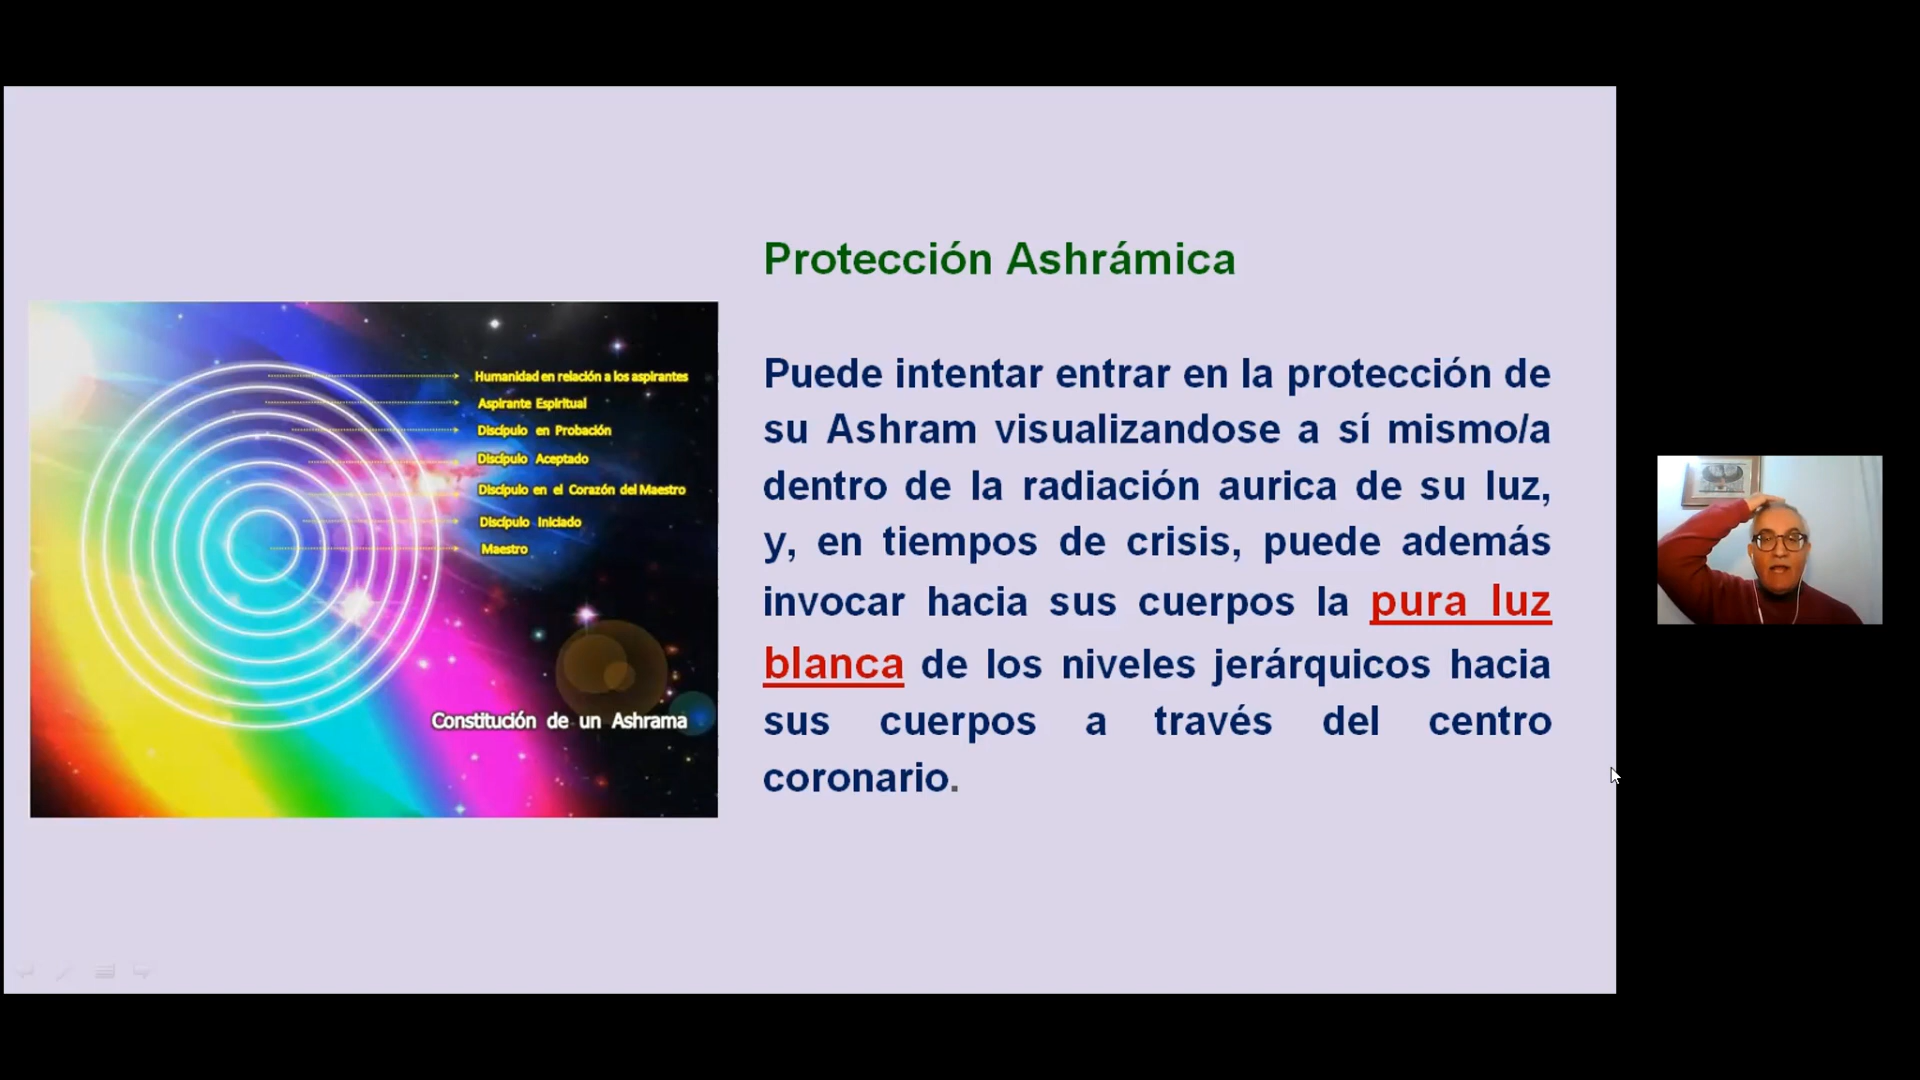 Protección Ashrámica
Puede intentar entrar en la protección de
su Ashram visualizandose a sí mismo/a
dentro de la radiación aurica de su luz,
y, en tiempos de crisis, puede además
invocar hacia sus cuerpos la pura luz
blanca de los niveles jerárquicos hacia
sus cuerpos a través del centro
coronario.
Humanidad en relación a los aspirantes
Aspirante Espiritual
Discípulo en Probación
Discípulo Aceptado
Discípulo en el Corazón del Maestro
Discípulo Iniciado
Maestro
Constitución de un Ashrama